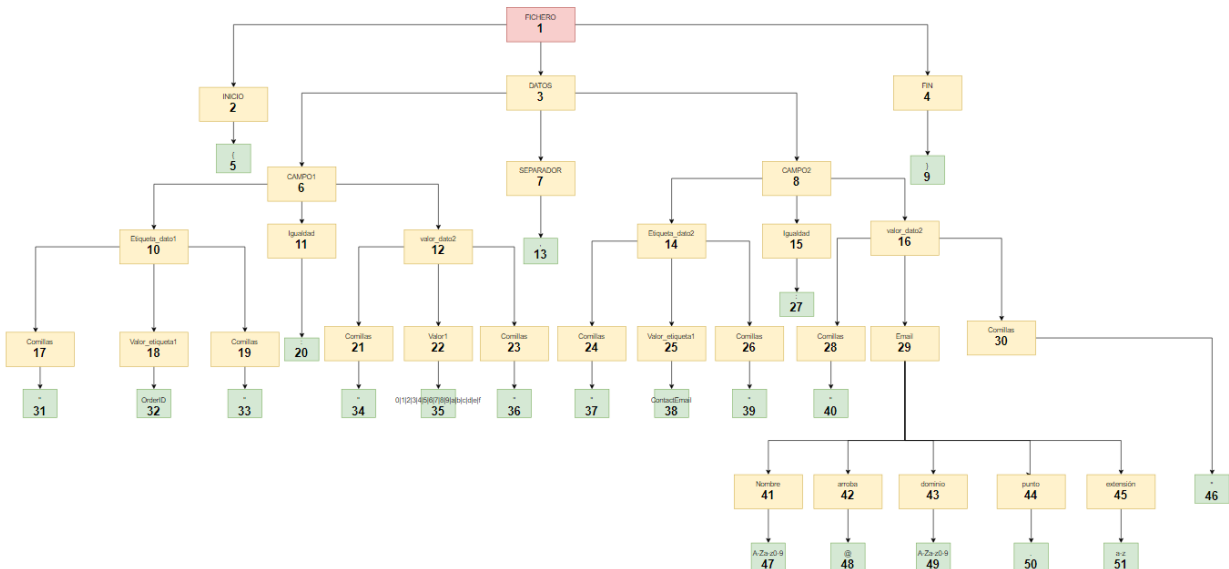 FICHERO
1
INICIO
2
DATOS
3
FIN
4
{
5
CAMPO1
6
SEPARADOR
7
CAMPO2
8
}
9
Etiqueta_dato1
10
Igualdad
11
valor_dato2
12
,
13
Etiqueta_dato2
14
Igualdad
15
valor_dato2
16
:
27
Comillas
17
Valor_etiqueta1
18
Comillas
19
:
20
Comillas
21
Valor1
22
Comillas
23
Comillas
24
Valor_etiqueta1
25
Comillas
26
Comillas
28
Email
29
Comillas
30
"
31
OrderID
32
"
33
"
34
0|1|2|3|4|5|6|7|8|9|a|b|c|d|e|f
35
"
36
"
37
ContactEmail
38
"
39
"
40
Nombre
41
arroba
42
dominio
43
punto
44
extensión
45
"
46
A-Za-z0-9
47
@
48
A-Za-z0-9
49
.
50
a-z
51